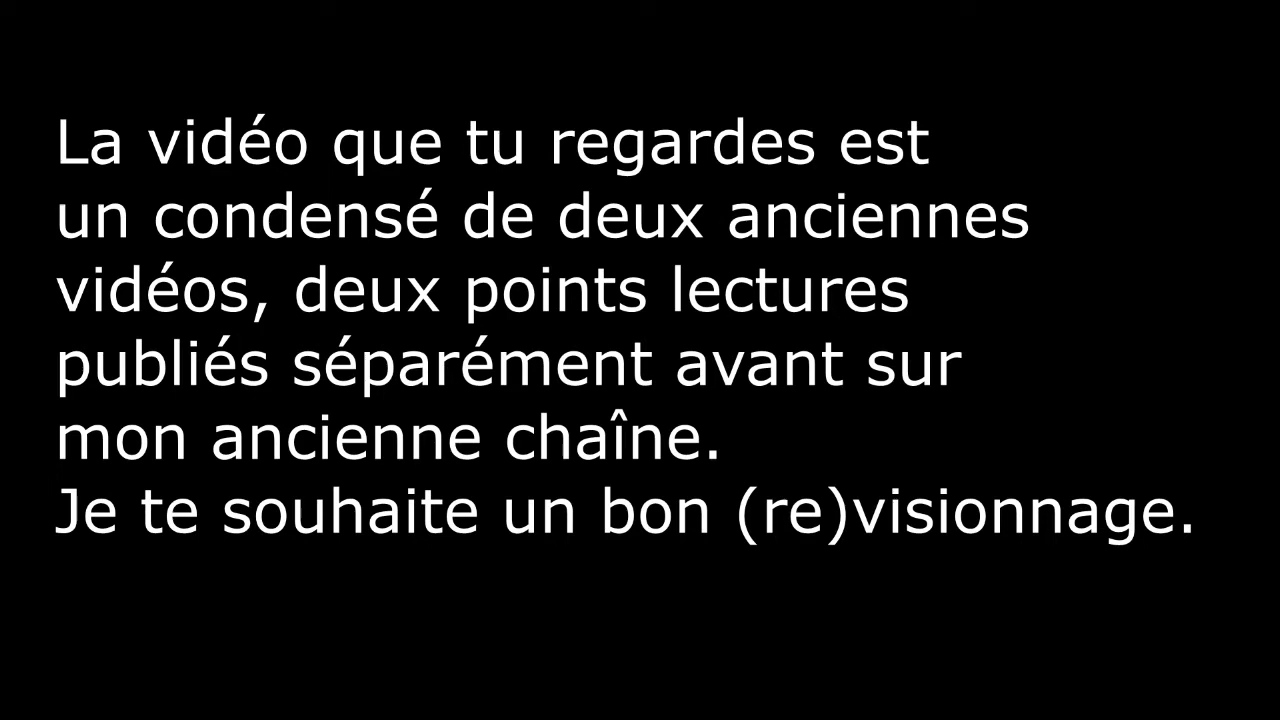 La vidéo que tu regardes est
un condensé de deux anciennes
vidéos, deux points lectures
publiés séparément avant sur
mon ancienne chaîne.
Je te souhaite un bon (re)visionnage.